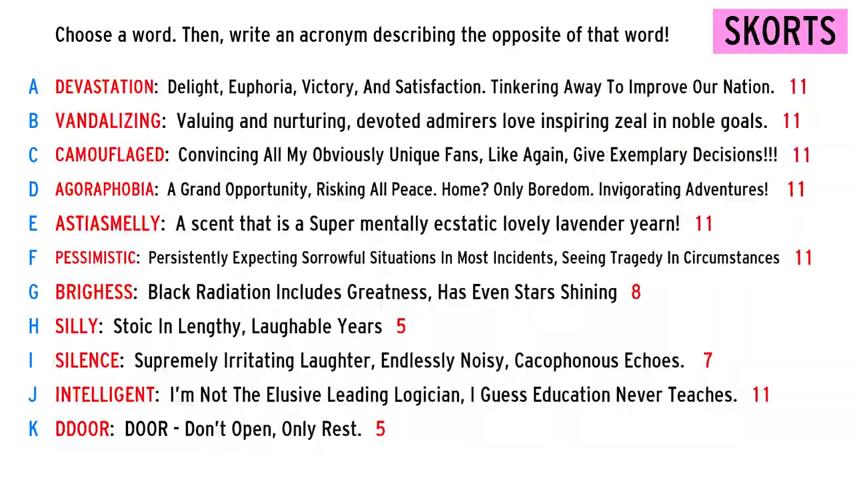 Choose a word. Then, write an acronym describing the opposite of that word! SKORTS
A DEVASTATION: Delight, Euphoria, Victory, And Satisfaction. Tinkering Away To Improve Our Nation. 11
B VANDALIZING: Valuing and nurturing, devoted admirers love inspiring zeal in noble goals. 11
C CAMOUFLAGED: Convincing All My Obviously Unique Fans, Like Again, Give Exemplary Decisions!!! 11
D AGORAPHOBIA: A Grand Opportunity, Risking All Peace. Home? Only Boredom. Invigorating Adventures! 11
E ASTIASMELLY: A scent that is a Super mentally ecstatic lovely lavender yearn! 11
F PESSIMISTIC: Persistently Expecting Sorrowful Situations In Most Incidents, Seeing Tragedy In Circumstances 11
G BRIGHESS: Black Radiation Includes Greatness, Has Even Stars Shining 8
H SILLY: Stoic In Lengthy, Laughable Years 5
I SILENCE: Supremely Irritating Laughter, Endlessly Noisy, Cacophonous Echoes. 7
J INTELLIGENT: I'm Not The Elusive Leading Logician, I Guess Education Never Teaches. 11
K DDOOR: DOOR - Don't Open, Only Rest. 5